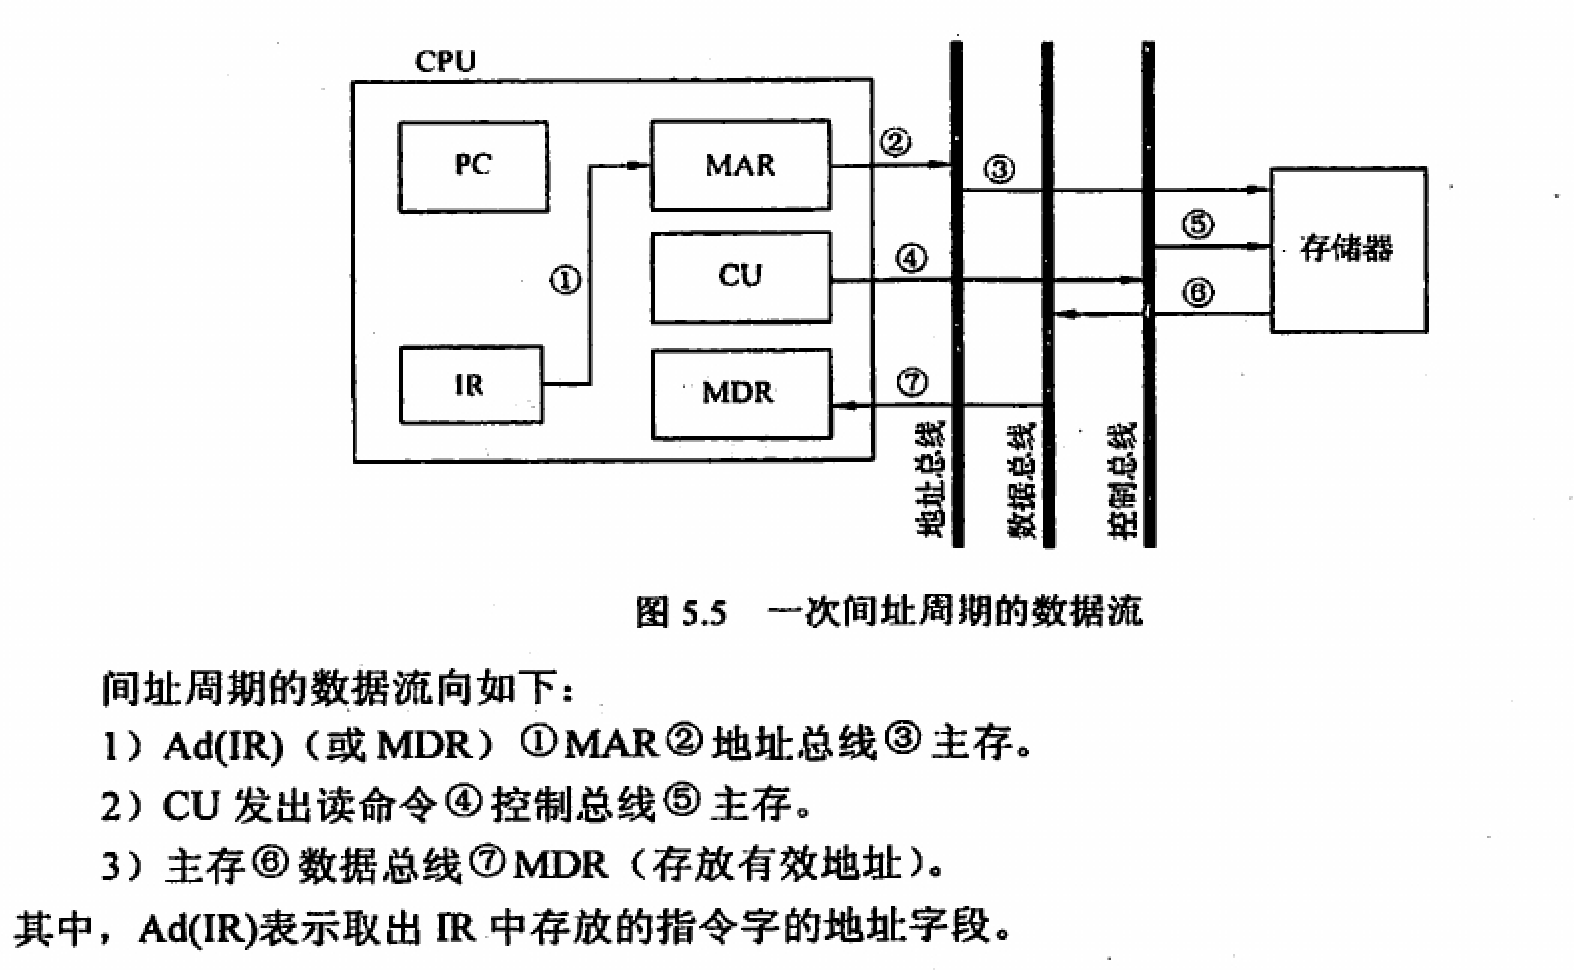 CPU
PC
MAR
②
③
存储器
⑤
①
CU
④
⑥
IR
MDR
⑦
地址总线
数据总线
控制总线
图 5.5 一次间址周期的数据流
间址周期的数据流向如下：
1）Ad(IR)（或 MDR）①MAR②地址总线③主存。
2）CU 发出读命令④控制总线⑤主存。
3）主存⑥数据总线⑦MDR（存放有效地址）。
其中，Ad(IR)表示取出 IR 中存放的指令字的地址字段。